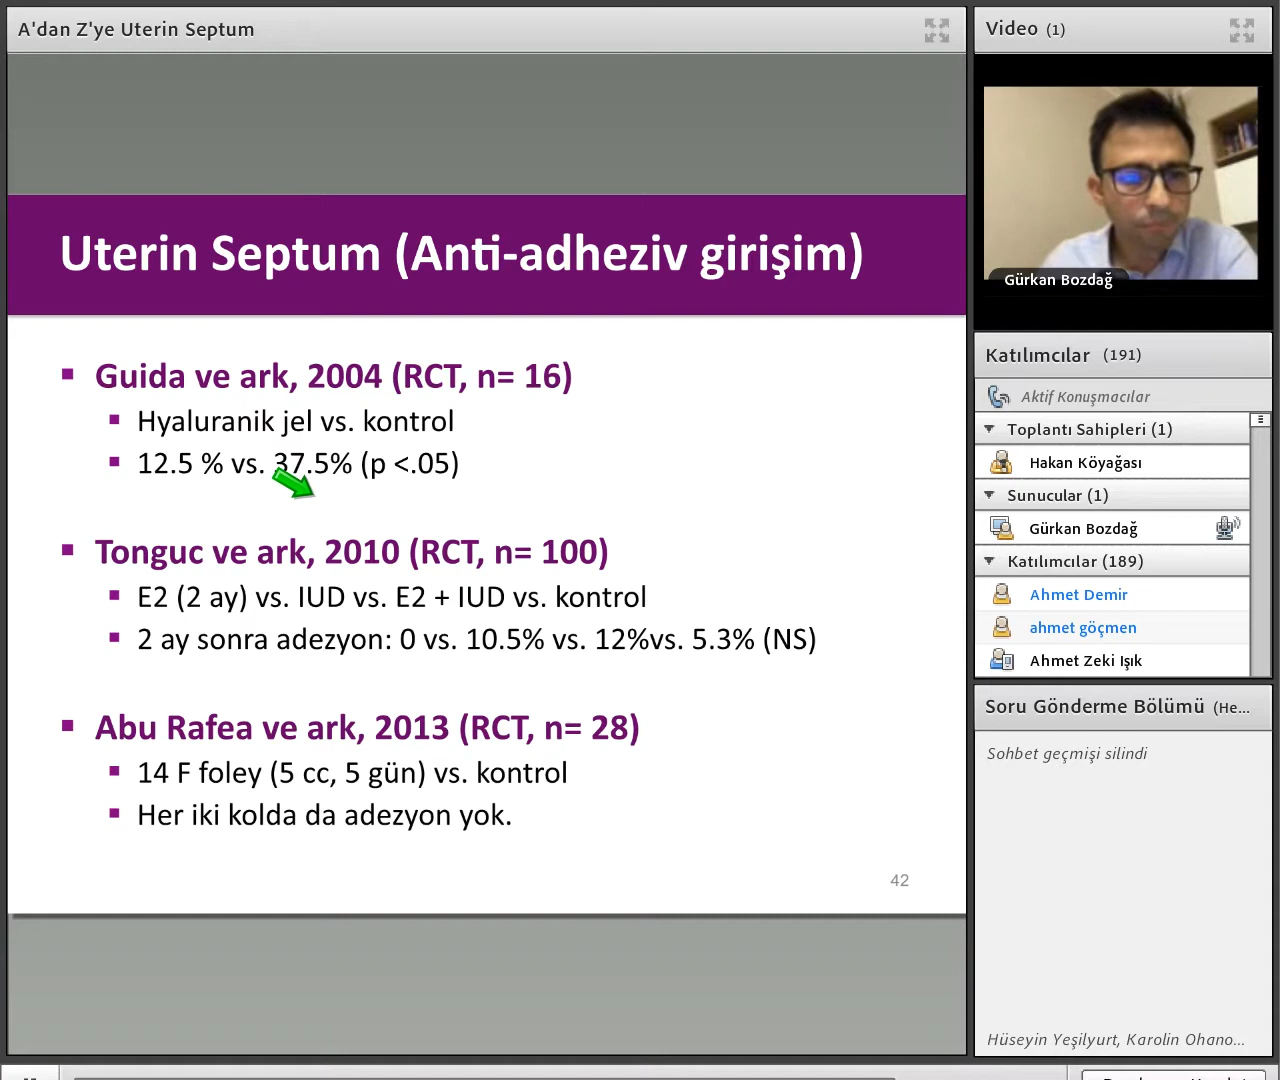 A'dan Z'ye Uterin Septum
Uterin Septum (Anti-adheziv girişim)
Guida ve ark, 2004 (RCT, n= 16)
Hyaluranik jel vs. kontrol
12.5 % vs. 37.5% (p <.05)
Tonguc ve ark, 2010 (RCT, n= 100)
E2 (2 ay) vs. IUD vs. E2 + IUD vs. kontrol
2 ay sonra adezyon: 0 vs. 10.5% vs. 12%vs. 5.3% (NS)
Abu Rafea ve ark, 2013 (RCT, n= 28)
14 F foley (5 cc, 5 gün) vs. kontrol
Her iki kolda da adezyon yok.
42
Video (1)
Gürkan Bozdağ
Katılımcılar (191)
Aktif Konuşmacılar
Toplantı Sahipleri (1)
Hakan Köyağası
Sunucular (1)
Gürkan Bozdağ
Katılımcılar (189)
Ahmet Demir
ahmet göçmen
Ahmet Zeki Işık
Soru Gönderme Bölümü (He...
Sohbet geçmişi silindi
Hüseyin Yeşilyurt, Karolin Ohano...